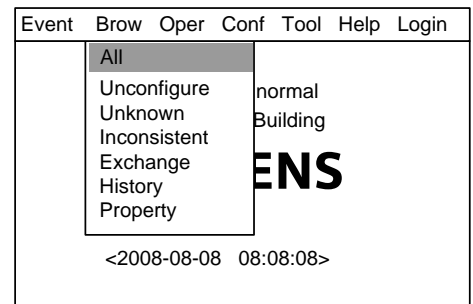 Event Brow Oper Conf Tool Help Login
All
Unconfigure
Unknown
Inconsistent
Exchange
History
Property
ormal
Building
ENS
<2008-08-08 08:08:08>